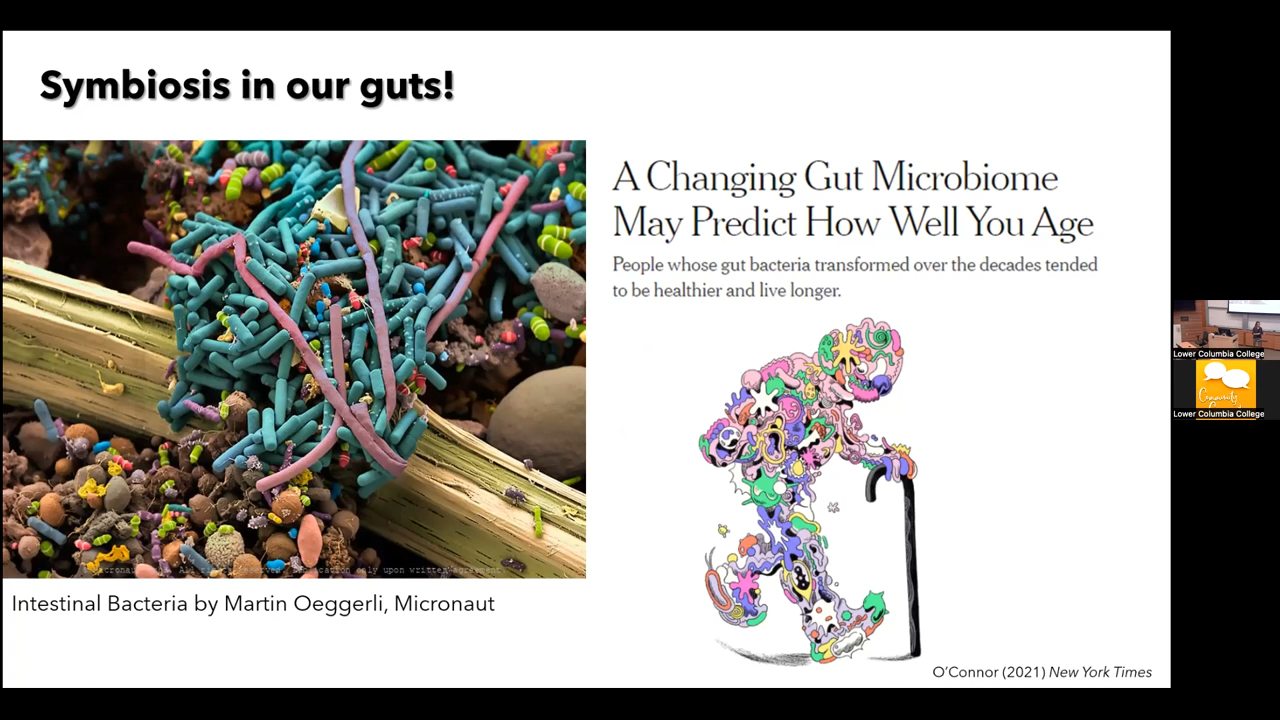 Symbiosis in our guts!
A Changing Gut Microbiome
May Predict How Well You Age
People whose gut bacteria transformed over the decades tended
to be healthier and live longer.
Intestinal Bacteria by Martin Oeggerli, Micronaut
O'Connor (2021) New York Times
Lower Columbia College
Community
Lower Columbia College